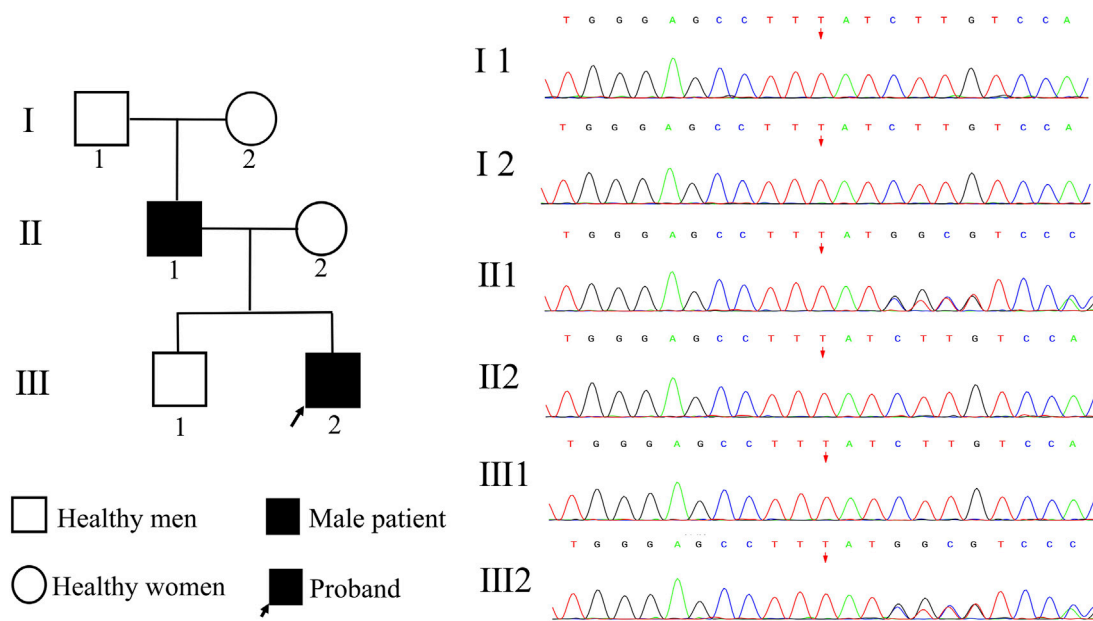 I
1
2
II
1
2
III
1
2
Healthy men
Male patient
Healthy women
Proband
T G G G A G C C T T T A T C T T G T C C A
I 1
T G G G A G C C T T T A T C T T G T C C A
I 2
T G G G A G C C T T T A T G G C G T C C C
II1
T G G G A G C C T T T A T C T T G T C C A
II2
T G G G A G C C T T T A T C T T G T C C A
III1
T G G G A G C C T T T A T G G C G T C C C
III2